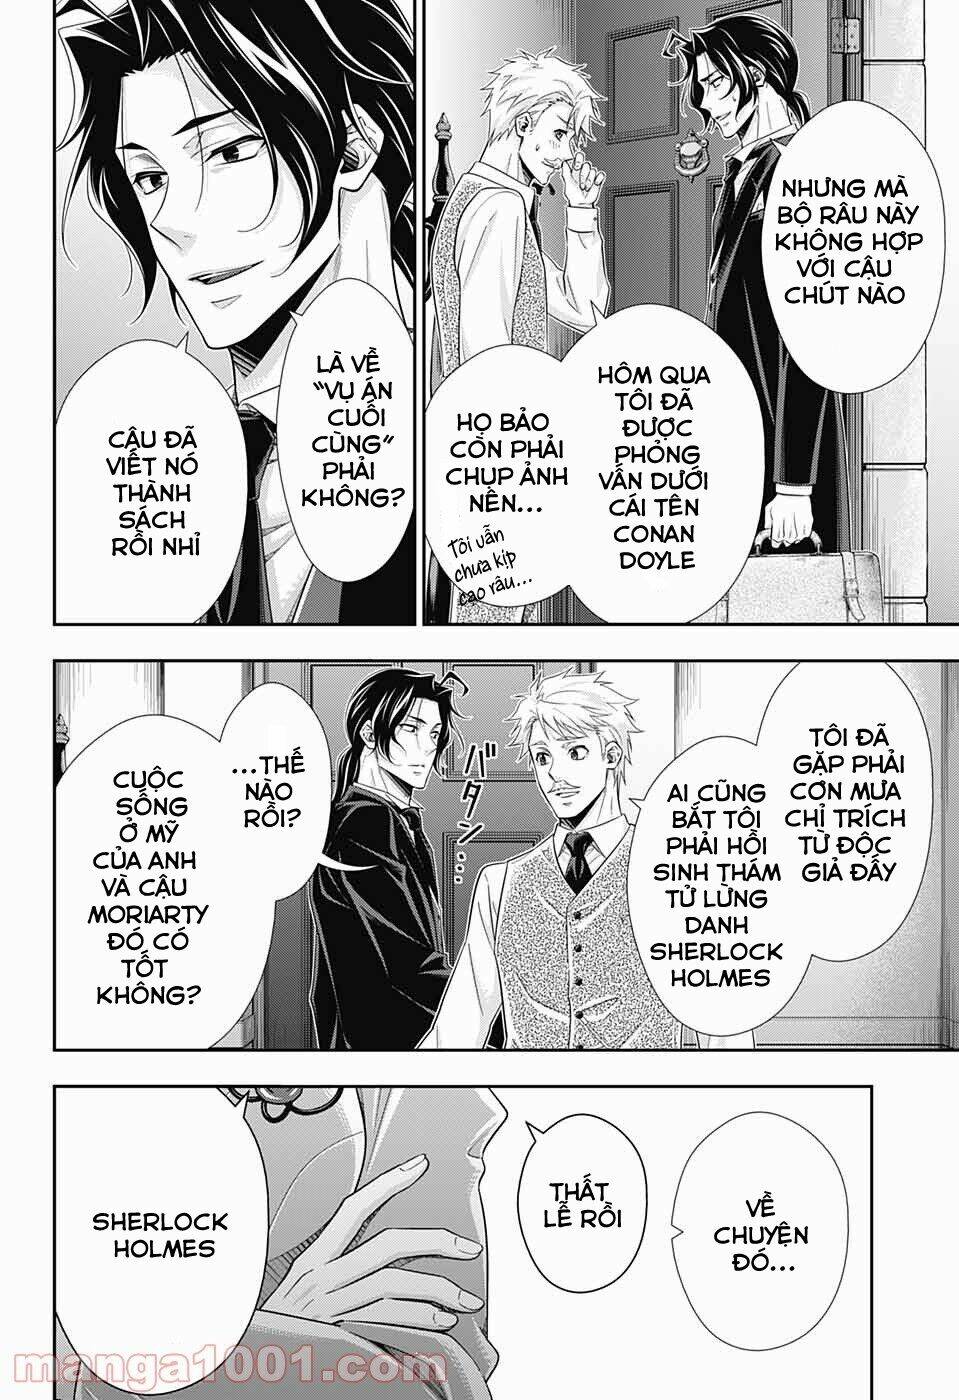 NHƯNG MÀ
BỘ RÂU NÀY
KHÔNG HỢP
VỚI CẬU
CHÚT NÀO
HÔM QUA
TÔI ĐÃ
ĐƯỢC
PHỎNG
VẤN DƯỚI
CÁI TÊN
CONAN
DOYLE
HỌ BẢO
CÒN PHẢI
CHỤP ẢNH
NÊN...
Tôi vẫn
chưa kịp
cạo râu...
LÀ VỀ
"VỤ ÁN
CUỐI
CÙNG"
PHẢI
KHÔNG?
CẬU ĐÃ
VIẾT NÓ
THÀNH
SÁCH
RỒI NHỈ
TÔI ĐÃ
GẶP PHẢI
CƠN MƯA
CHỈ TRÍCH
TỪ ĐỘC
GIẢ ĐẤY
AI CŨNG
BẮT TÔI
PHẢI HỒI
SINH THÁM
TỬ LỪNG
DANH
SHERLOCK
HOLMES
バタン...
...THẾ
NÀO
RỒI?
CUỘC
SỐNG
Ở MỸ
CỦA ANH
VÀ CẬU
MORIARTY
ĐÓ CÓ
TỐT
KHÔNG?
VỀ
CHUYỆN
ĐÓ...
THẤT
LỄ RỒI
SHERLOCK
HOLMES
manga1001.com